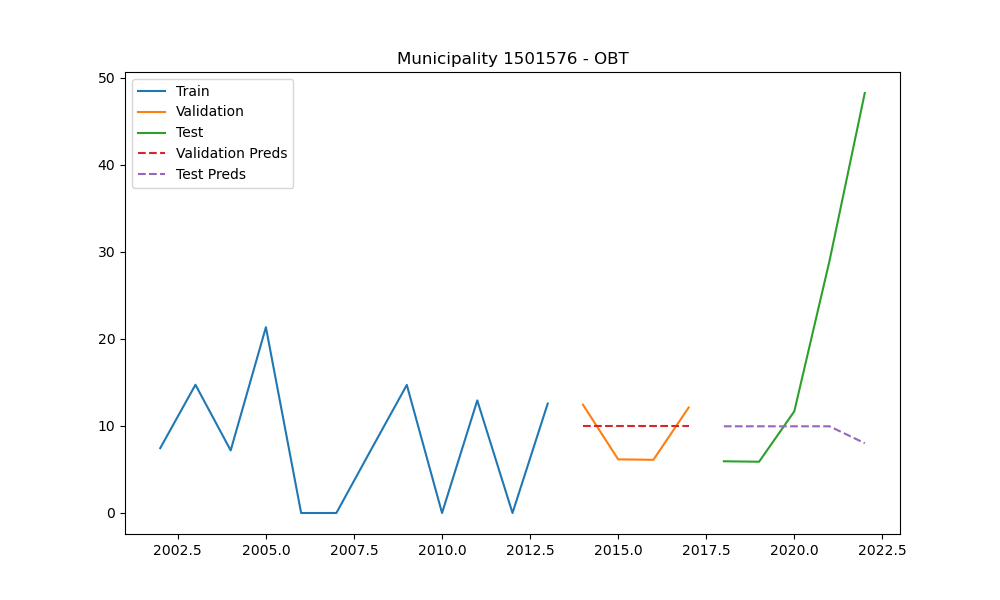 Municipality 1501576 - OBT
Train
Validation
Test
Validation Preds
Test Preds
50
40
30
20
10
0
2002.5 2005.0 2007.5 2010.0 2012.5 2015.0 2017.5 2020.0 2022.5